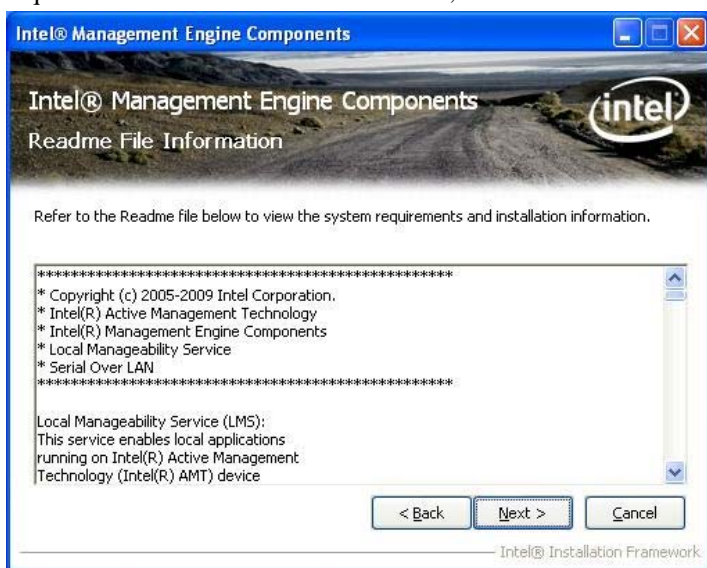 Intel® Management Engine Components
Intel® Management Engine Components
intel
Readme File Information
Refer to the Readme file below to view the system requirements and installation information.
****************************************************
* Copyright (c) 2005-2009 Intel Corporation.
* Intel(R) Active Management Technology
* Intel(R) Management Engine Components
* Local Manageability Service
* Serial Over LAN
****************************************************
Local Manageability Service (LMS):
This service enables local applications
running on Intel(R) Active Management
Technology (Intel(R) AMT) device
< Back Next > Cancel
Intel® Installation Framework